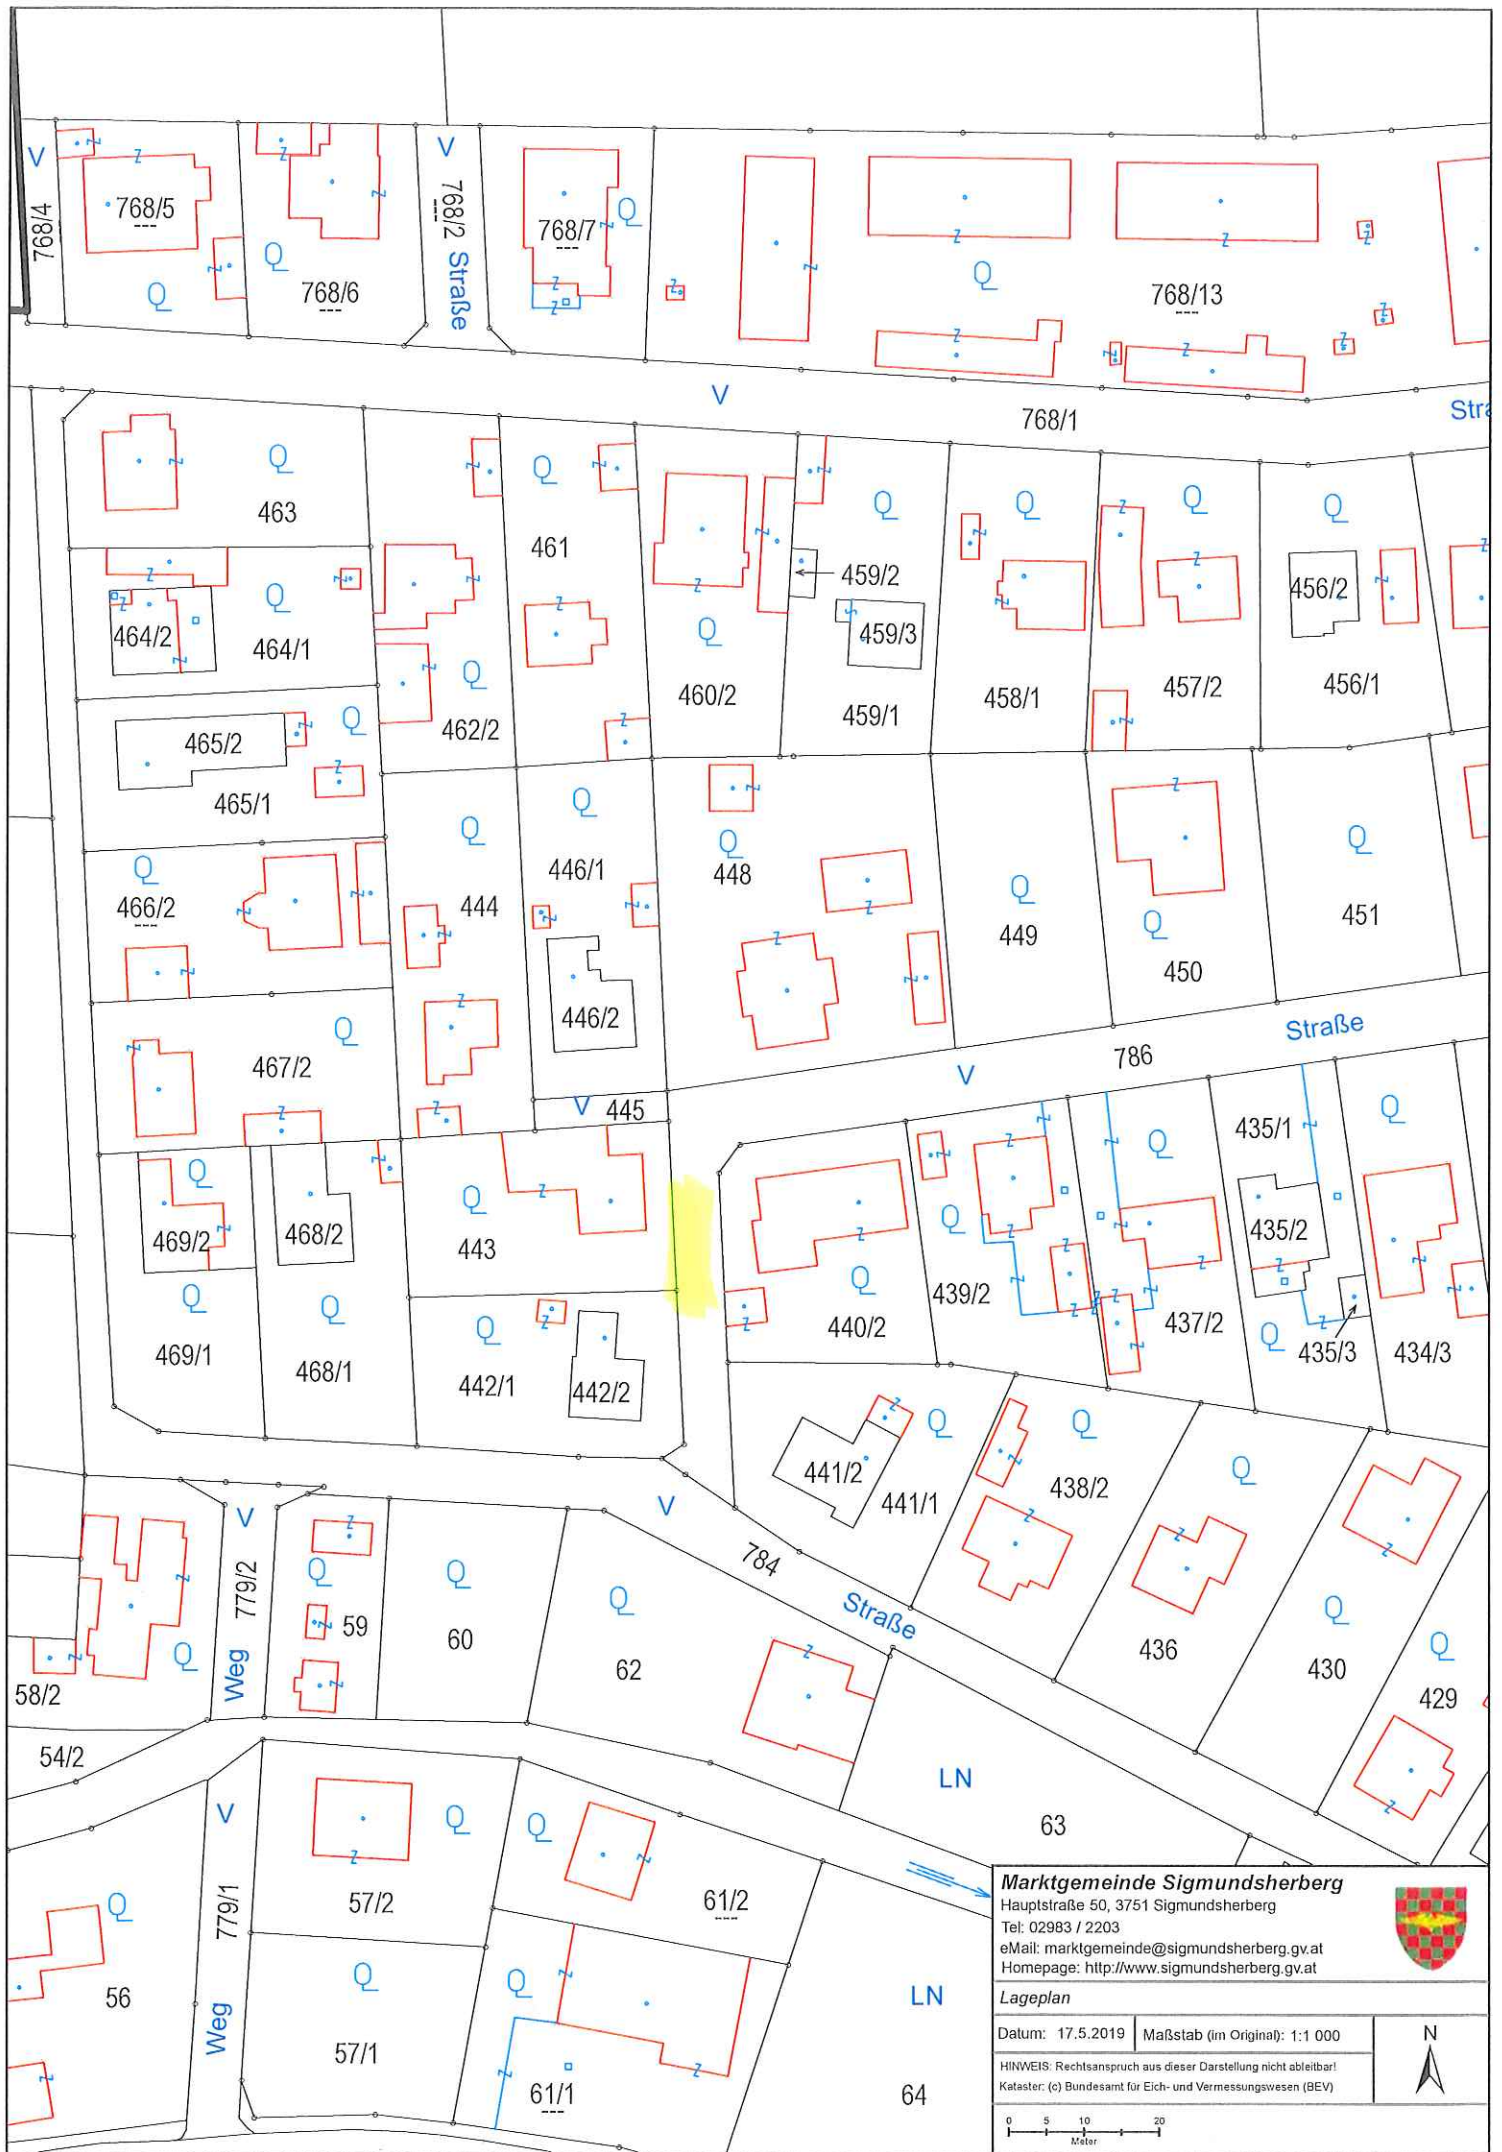 V
768/4
768/5
768/6
V
768/2 Straße
768/7
768/13
V
768/1
463
461
459/2
456/2
464/2
464/1
459/3
460/2
459/1
458/1
457/2
456/1
462/2
465/2
465/1
446/1
448
466/2
444
449
451
450
446/2
Straße
467/2
786
V
V 445
435/1
469/2
468/2
443
435/2
439/2
440/2
437/2
435/3
434/3
469/1
468/1
442/1
442/2
441/2
441/1
438/2
V
V
784
Straße
779/2
Weg
59
60
62
436
430
429
58/2
54/2
LN
63
V
779/1
Weg
57/2
61/2
56
57/1
61/1
LN
64
Marktgemeinde Sigmundsherberg
Hauptstraße 50, 3751 Sigmundsherberg
Tel: 02983 / 2203
eMail: marktgemeinde@sigmundsherberg.gv.at
Homepage: http://www.sigmundsherberg.gv.at
Lageplan
Datum: 17.5.2019
Maßstab (im Original): 1:1 000
N
HINWEIS: Rechtsanspruch aus dieser Darstellung nicht ableitbar!
Kataster: (c) Bundesamt für Eich- und Vermessungswesen (BEV)
0 5 10 20
Meter